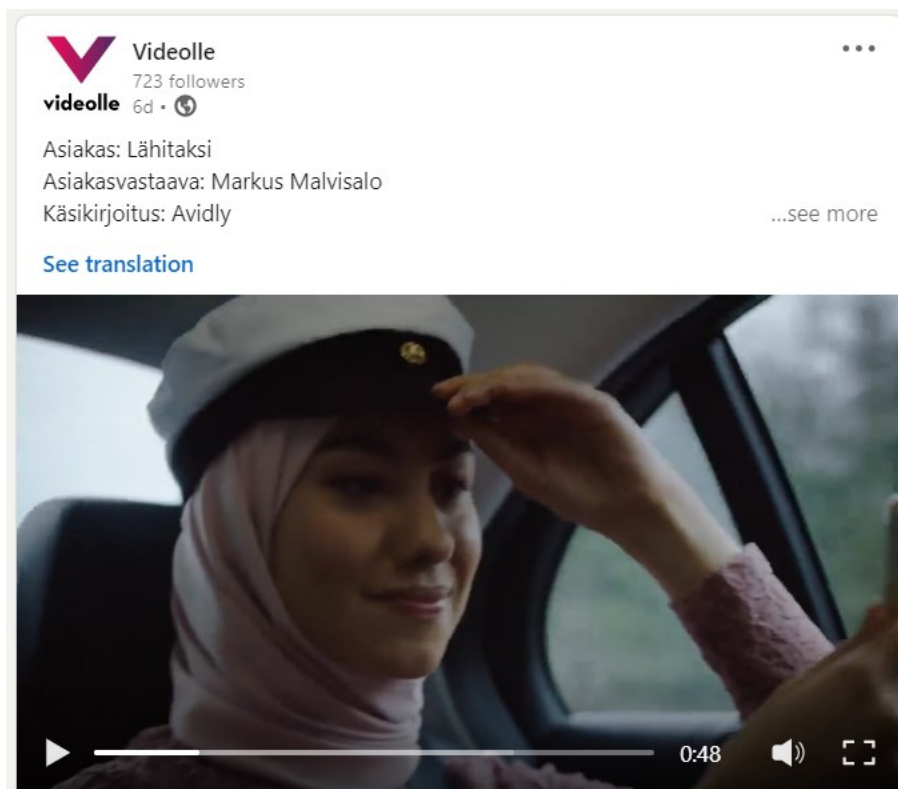 Videolle
723 followers
videolle 6d •
Asiakas: Lähitaksi
Asiakasvastaava: Markus Malvisalo
Käsikirjoitus: Avidly
...see more
See translation
0:48